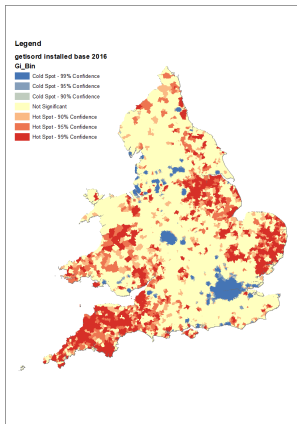 Legend
getisord installed base 2016
Gi_Bin
Cold Spot - 99% Confidence
Cold Spot - 95% Confidence
Cold Spot - 90% Confidence
Not Significant
Hot Spot - 90% Confidence
Hot Spot - 95% Confidence
Hot Spot - 99% Confidence